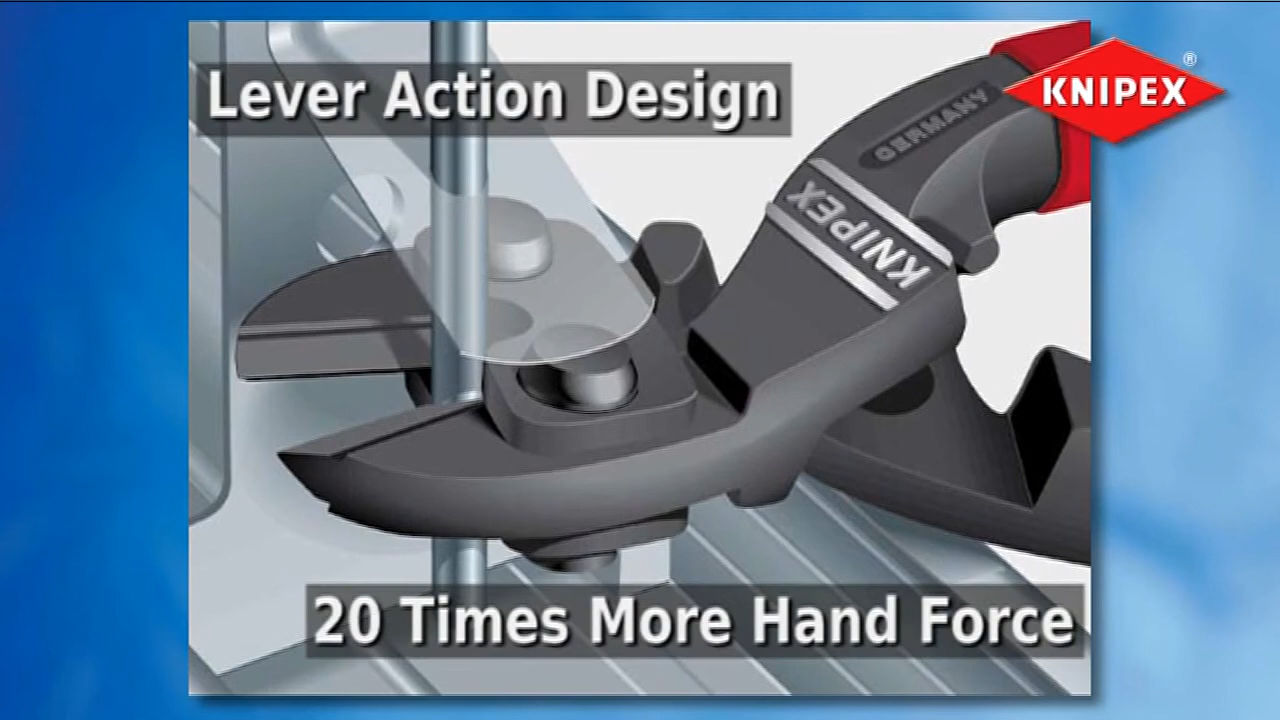 Lever Action Design
KNIPEX®
GERMANY
KNIPEX
20 Times More Hand Force